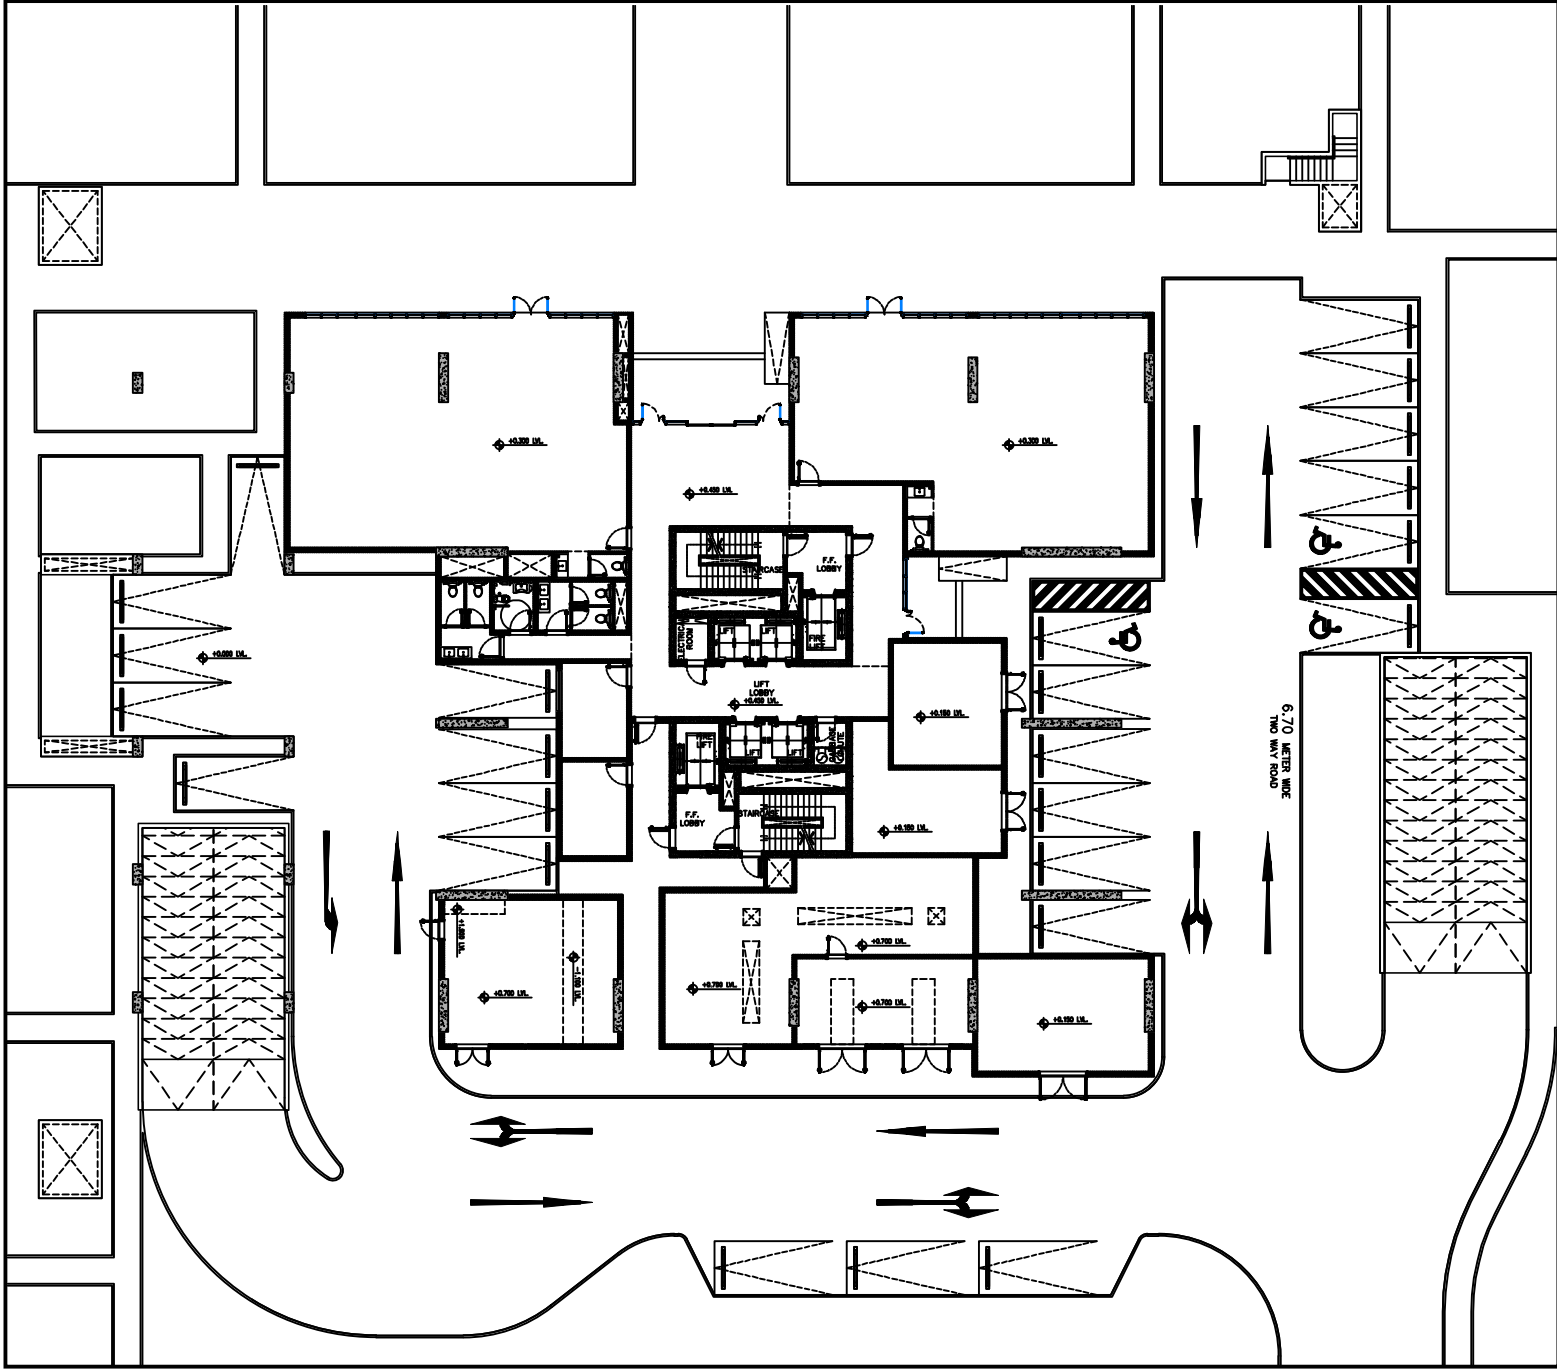 +0.300 LVL.
+0.300 LVL.
+0.450 LVL.
F.F.
LOBBY
STAIRCASE
ELECTRICAL
ROOM
LIFT
LIFT
FIRE
LIFT
+0.000 LVL.
LIFT
LOBBY
+0.450 LVL.
+0.150 LVL.
6.70 METER WIDE
TWO WAY ROAD
FIRE
LIFT
LIFT
LIFT
GARBAGE
CHUTE
F.F.
LOBBY
STAIRCASE
+0.150 LVL.
+0.700 LVL.
+0.700 LVL.
+0.700 LVL.
+0.700 LVL.
+0.150 LVL.